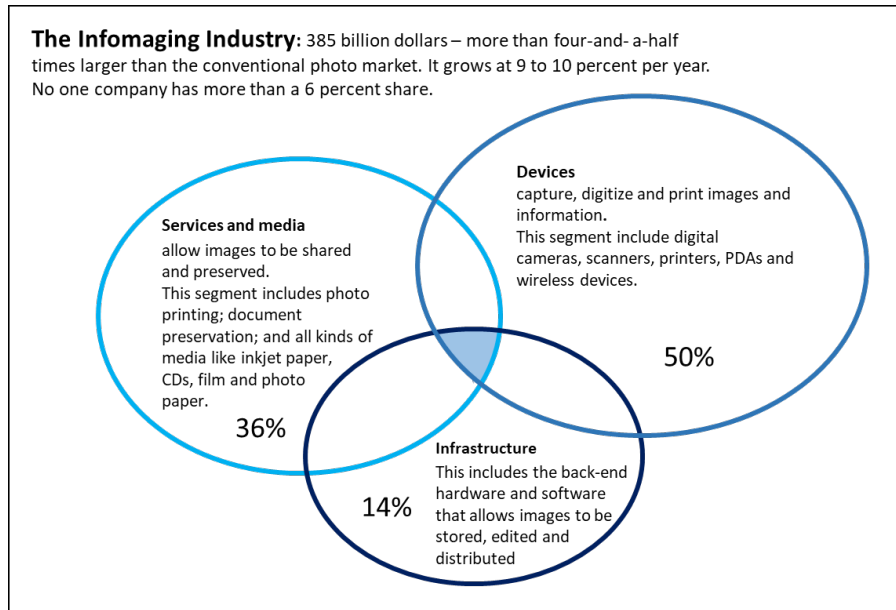 The Infomaging Industry: 385 billion dollars – more than four-and- a-half
times larger than the conventional photo market. It grows at 9 to 10 percent per year.
No one company has more than a 6 percent share.
Services and media
allow images to be shared
and preserved.
This segment includes photo
printing; document
preservation; and all kinds of
media like inkjet paper,
CDs, film and photo
paper.
36%
Devices
capture, digitize and print images and
information.
This segment include digital
cameras, scanners, printers, PDAs and
wireless devices.
50%
Infrastructure
This includes the back-end
hardware and software
that allows images to be
stored, edited and
distributed
14%